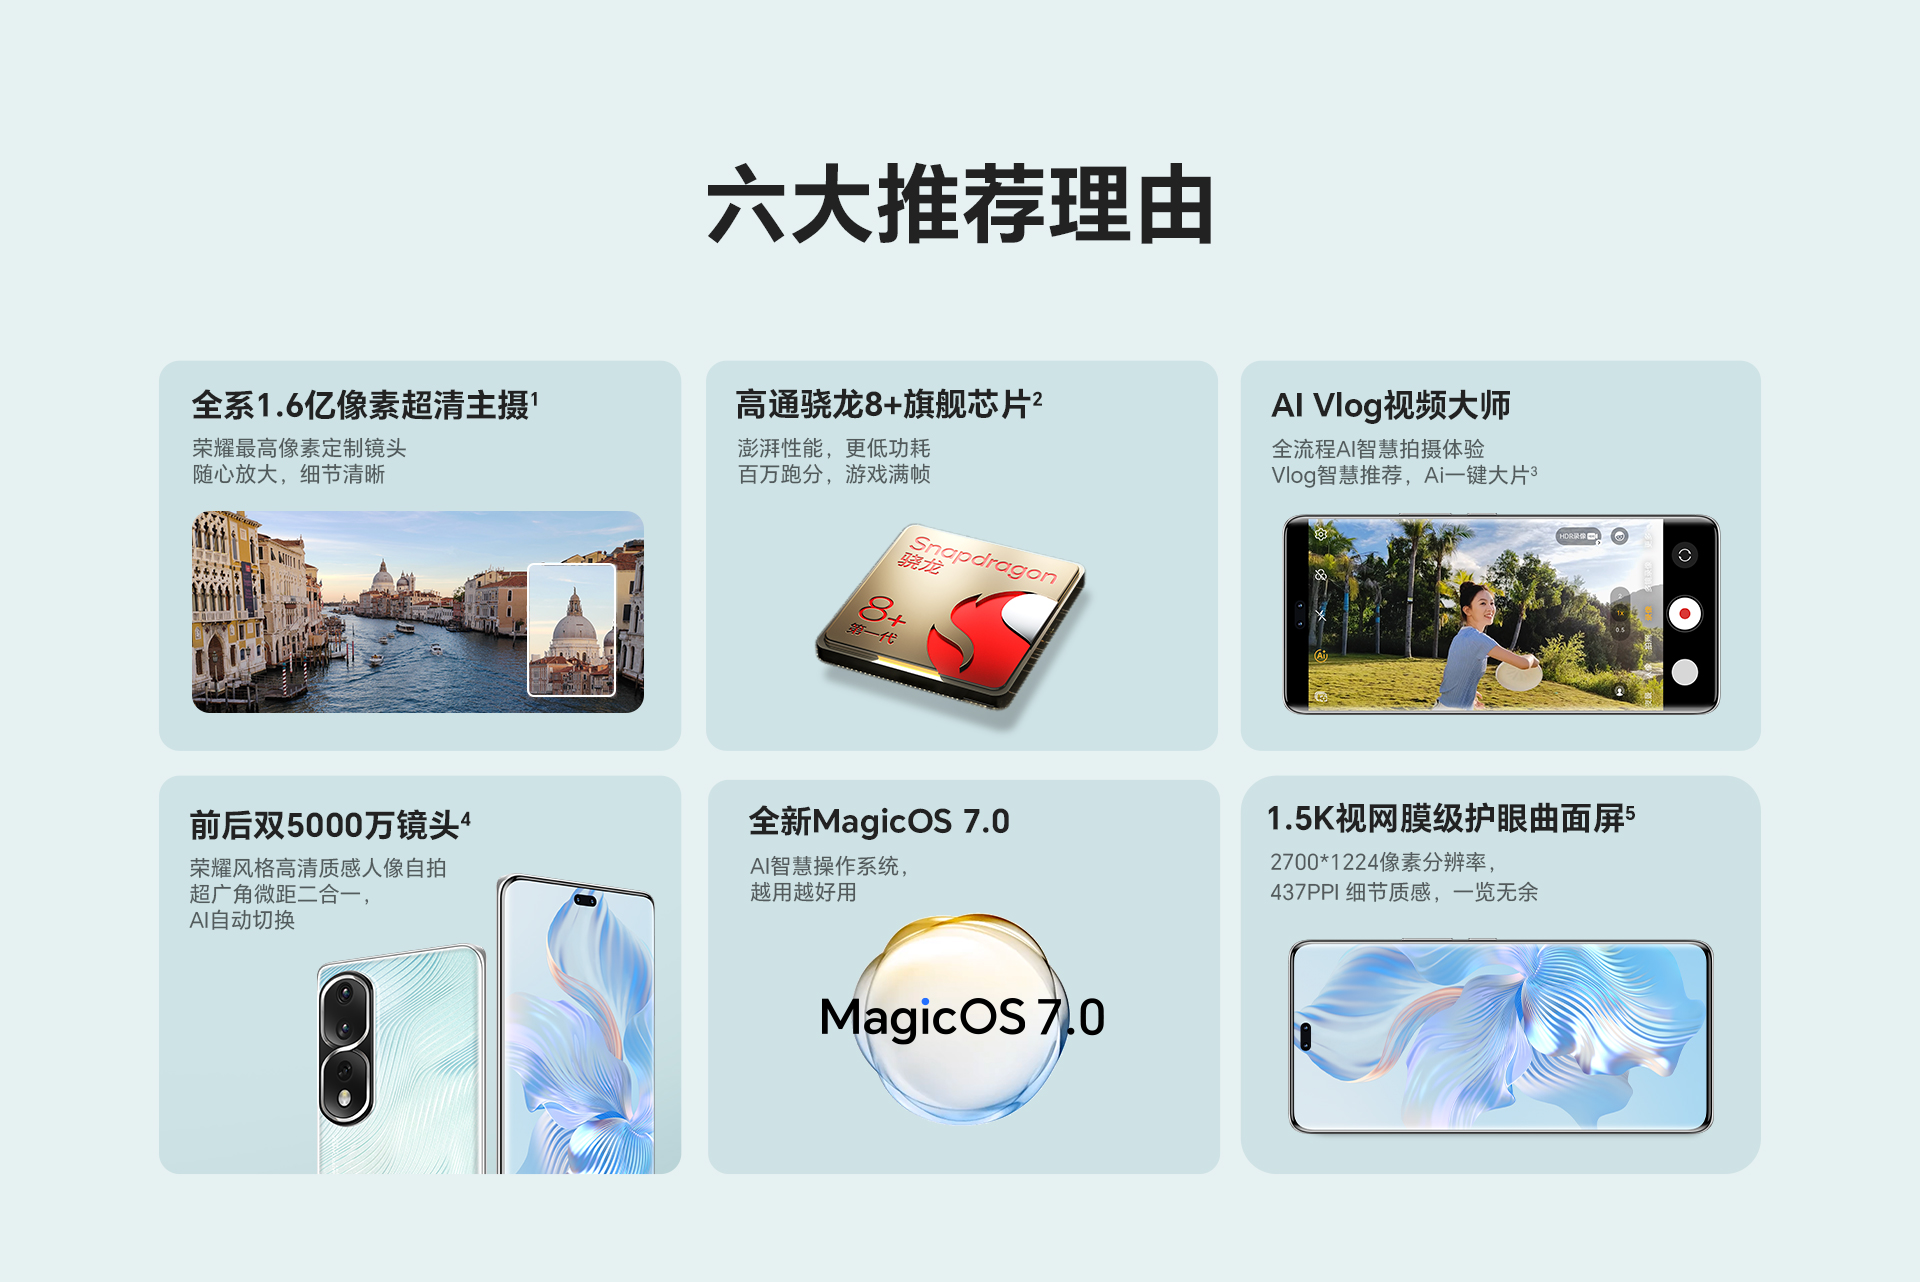 六大推荐理由
全系1.6亿像素超清主摄¹
荣耀最高像素定制镜头
随心放大，细节清晰
高通骁龙8+旗舰芯片²
澎湃性能，更低功耗
百万跑分，游戏满帧
Snapdragon
骁龙
8+
第一代
AI Vlog视频大师
全流程AI智慧拍摄体验
Vlog智慧推荐，Ai一键大片³
HDR录像
Ai
1X
0.5
前后双5000万镜头⁴
荣耀风格高清质感人像自拍
超广角微距二合一，
AI自动切换
全新MagicOS 7.0
AI智慧操作系统，
越用越好用
MagicOS 7.0
1.5K视网膜级护眼曲面屏⁵
2700*1224像素分辨率，
437PPI 细节质感，一览无余